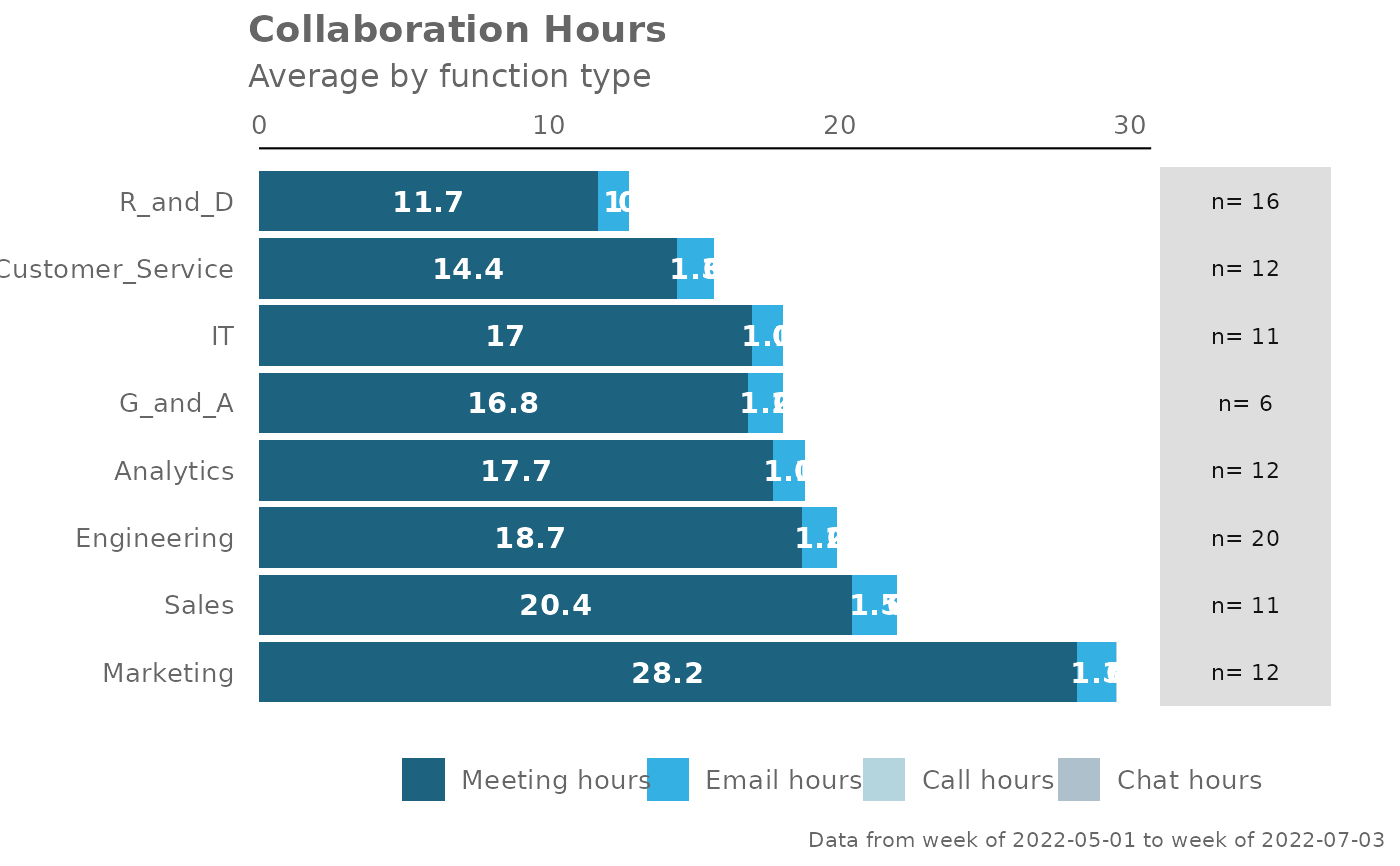 Collaboration Hours
Average by function type
0 10 20 30
R_and_D 11.7 n= 16
Customer_Service 14.4 n= 12
IT 17 n= 11
G_and_A 16.8 n= 6
Analytics 17.7 n= 12
Engineering 18.7 n= 20
Sales 20.4 1.5 n= 11
Marketing 28.2 n= 12
Meeting hours Email hours Call hours Chat hours
Data from week of 2022-05-01 to week of 2022-07-03